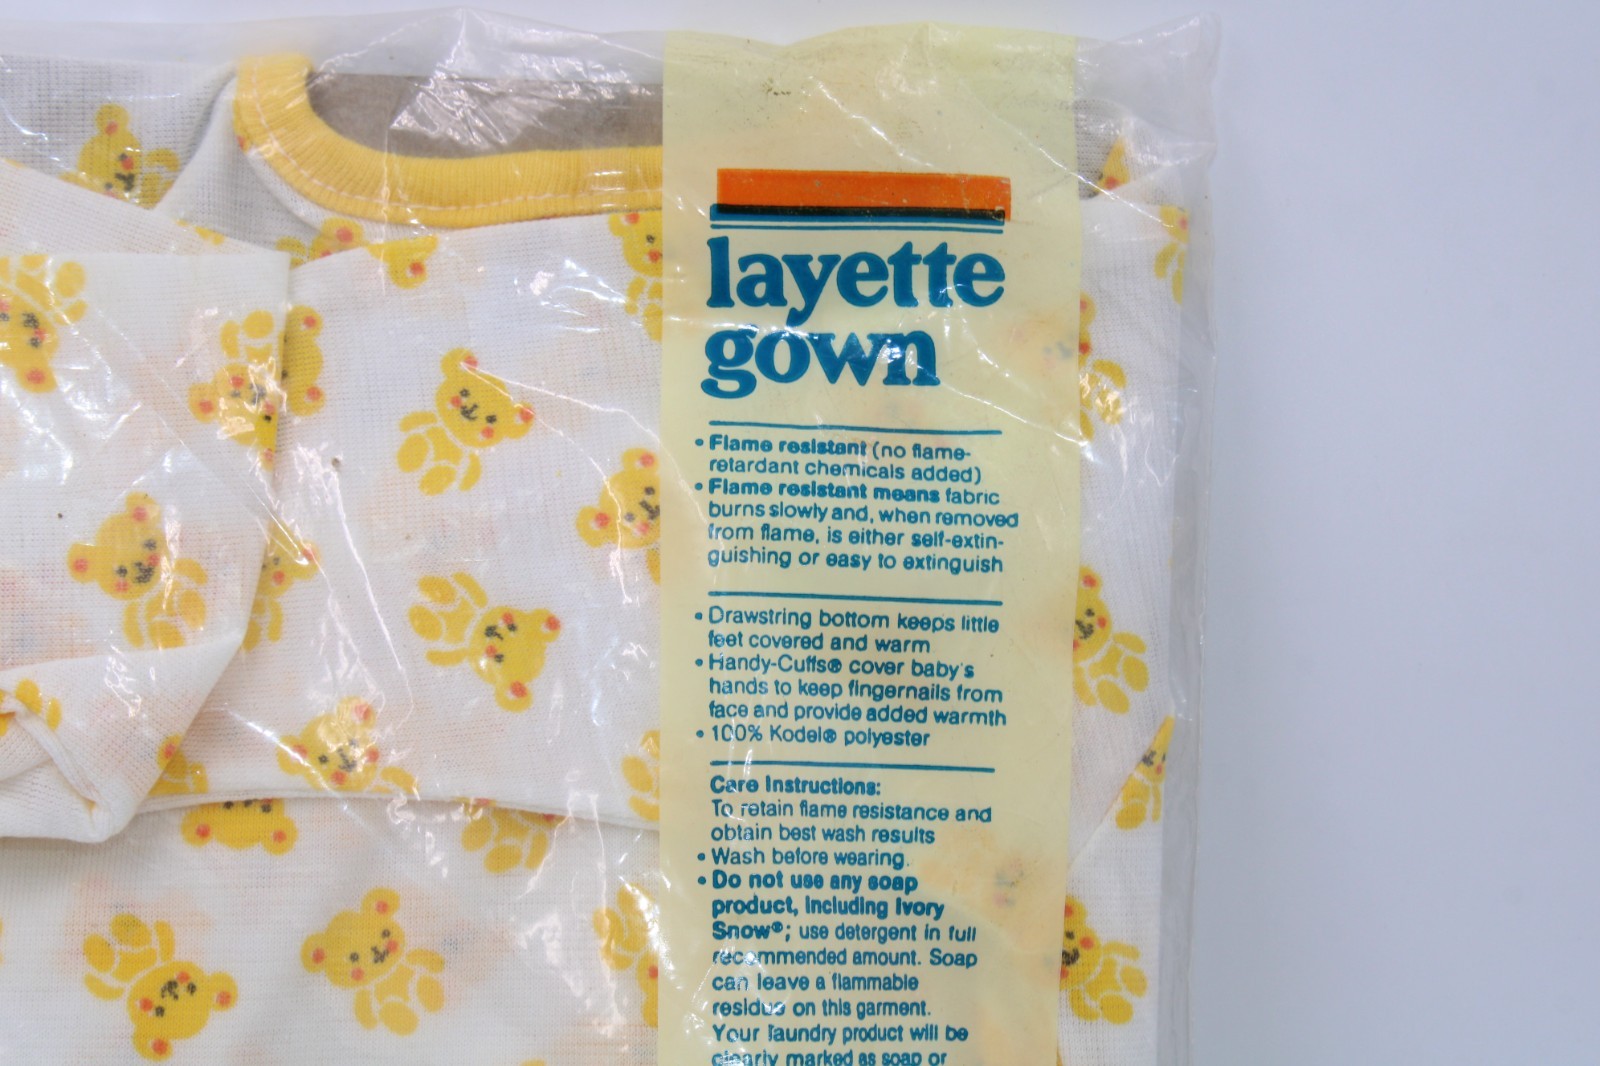 layette
gown
• Flame resistant (no flame-
retardant chemicals added)
• Flame resistant means fabric
burns slowly and, when removed
from flame, is either self-extin-
guishing or easy to extinguish
• Drawstring bottom keeps little
feet covered and warm
• Handy-Cuffs® cover baby's
hands to keep fingernails from
face and provide added warmth
• 100% Kodel® polyester
Care Instructions:
To retain flame resistance and
obtain best wash results
• Wash before wearing.
• Do not use any soap
product, including Ivory
Snow®; use detergent in full
recommended amount. Soap
can leave a flammable
residue on this garment.
Your laundry product will be
clearly marked as soap or